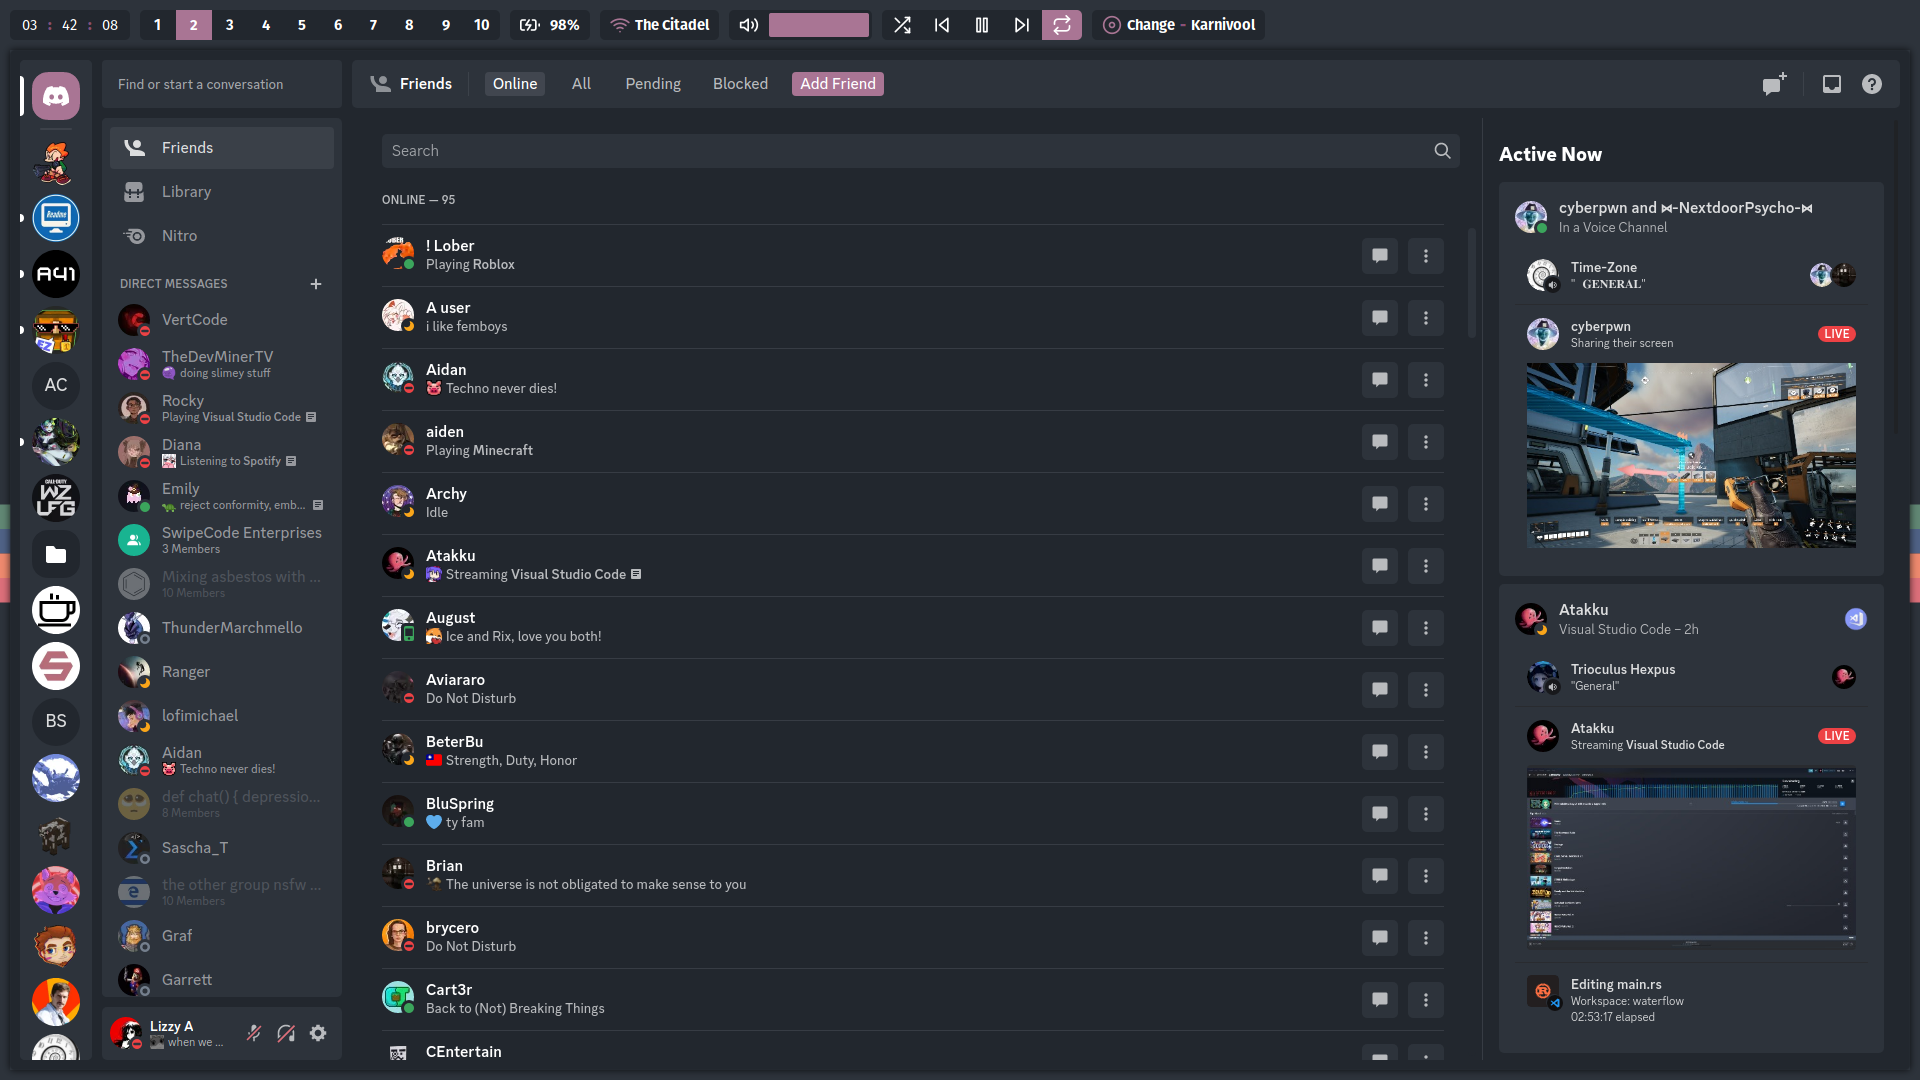 03 : 42 : 08
1 2 3 4 5 6 7 8 9 10
98%
The Citadel
Change - Karnivool
Find or start a conversation
Friends
Online
All
Pending
Blocked
Add Friend
Readme
A41
EZ
AC
CALL OF DUTY
WZ
LFG
BS
Friends
Library
Nitro
DIRECT MESSAGES
VertCode
TheDevMinerTV
doing slimey stuff
Rocky
Playing Visual Studio Code
Diana
Listening to Spotify
Emily
reject conformity, emb...
SwipeCode Enterprises
3 Members
Mixing asbestos with ...
10 Members
ThunderMarchmello
Ranger
lofimichael
Aidan
Techno never dies!
def chat() { depressio...
8 Members
Sascha_T
the other group nsfw ...
10 Members
Graf
Garrett
Lizzy A
when we ...
Search
ONLINE — 95
! Lober
Playing Roblox
A user
i like femboys
Aidan
Techno never dies!
aiden
Playing Minecraft
Archy
Idle
Atakku
Streaming Visual Studio Code
August
Ice and Rix, love you both!
Aviararo
Do Not Disturb
BeterBu
Strength, Duty, Honor
BluSpring
ty fam
Brian
The universe is not obligated to make sense to you
brycero
Do Not Disturb
Cart3r
Back to (Not) Breaking Things
CEntertain
Active Now
cyberpwn and ⋈-NextdoorPsycho-⋈
In a Voice Channel
Time-Zone
" 𝐆𝐄𝐍𝐄𝐑𝐀𝐋"
cyberpwn
Sharing their screen
LIVE
Atakku
Visual Studio Code – 2h
Trioculus Hexpus
"General"
Atakku
Streaming Visual Studio Code
LIVE
Editing main.rs
Workspace: waterflow
02:53:17 elapsed